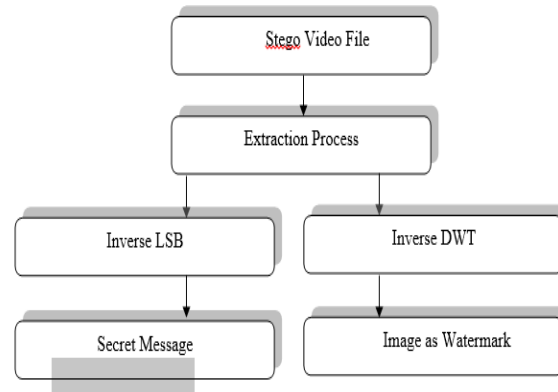 Stego Video File
Extraction Process
Inverse LSB
Inverse DWT
Secret Message
Image as Watermark